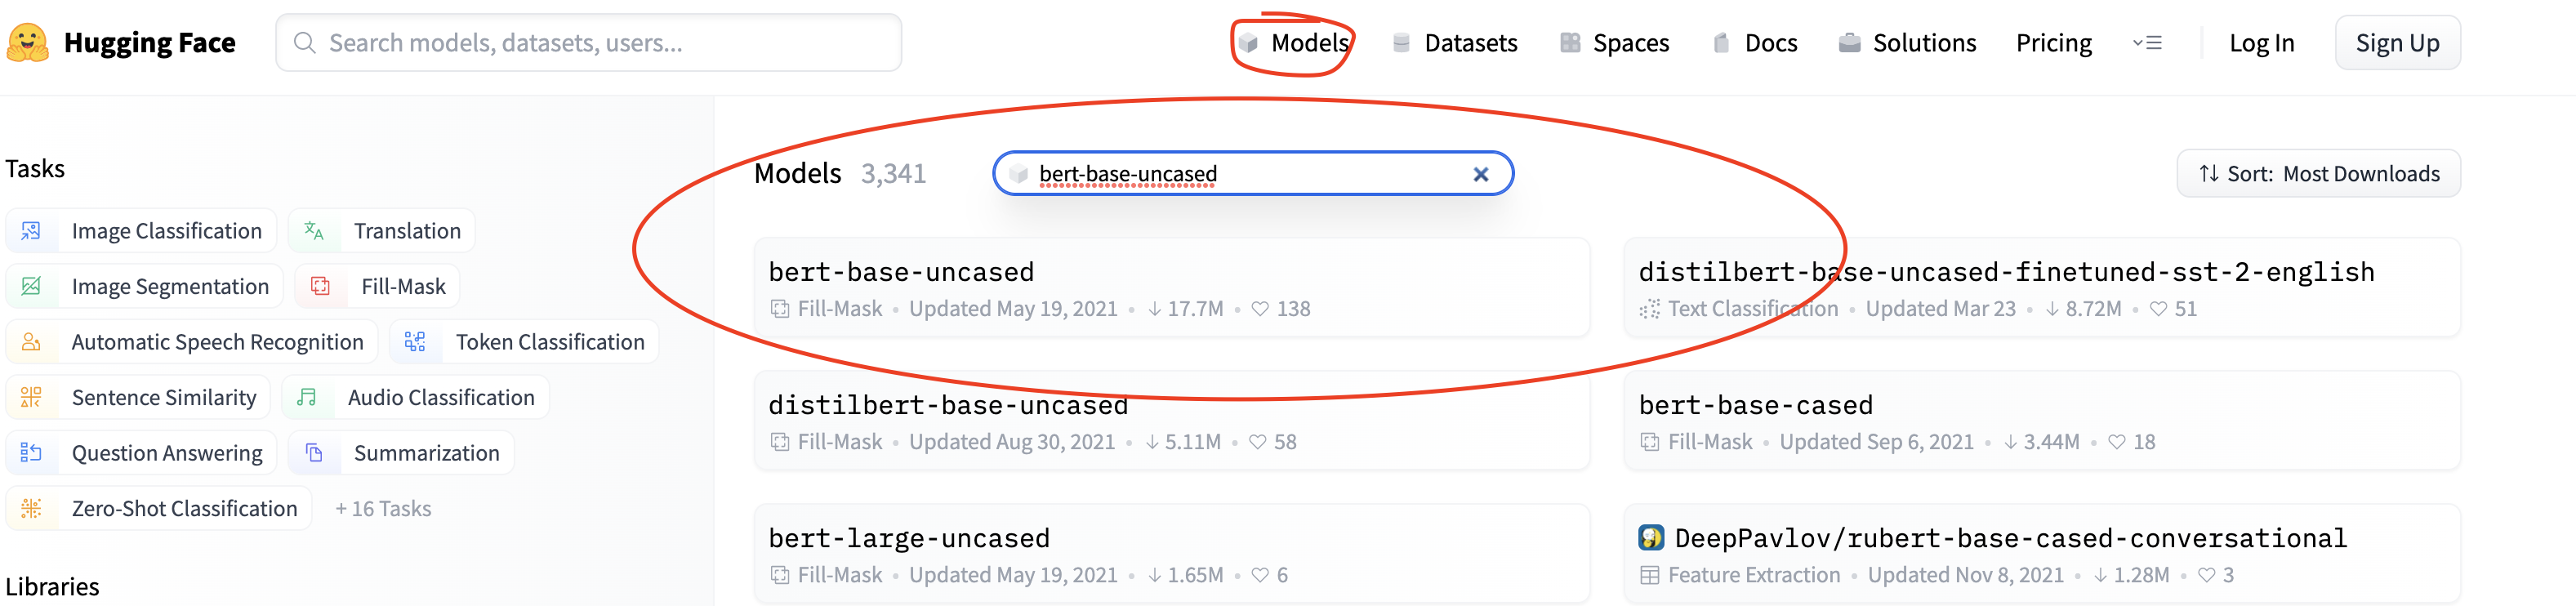 Hugging Face
Search models, datasets, users...
Models
Datasets
Spaces
Docs
Solutions
Pricing
Log In
Sign Up
Tasks
Image Classification
Translation
Image Segmentation
Fill-Mask
Automatic Speech Recognition
Token Classification
Sentence Similarity
Audio Classification
Question Answering
Summarization
Zero-Shot Classification
+ 16 Tasks
Libraries
Models 3,341
bert-base-uncased
Sort: Most Downloads
bert-base-uncased
Fill-Mask • Updated May 19, 2021 • ↓ 17.7M • ♡ 138
distilbert-base-uncased-finetuned-sst-2-english
Text Classification • Updated Mar 23 • ↓ 8.72M • ♡ 51
distilbert-base-uncased
Fill-Mask • Updated Aug 30, 2021 • ↓ 5.11M • ♡ 58
bert-base-cased
Fill-Mask • Updated Sep 6, 2021 • ↓ 3.44M • ♡ 18
bert-large-uncased
Fill-Mask • Updated May 19, 2021 • ↓ 1.65M • ♡ 6
DeepPavlov/rubert-base-cased-conversational
Feature Extraction • Updated Nov 8, 2021 • ↓ 1.28M • ♡ 3